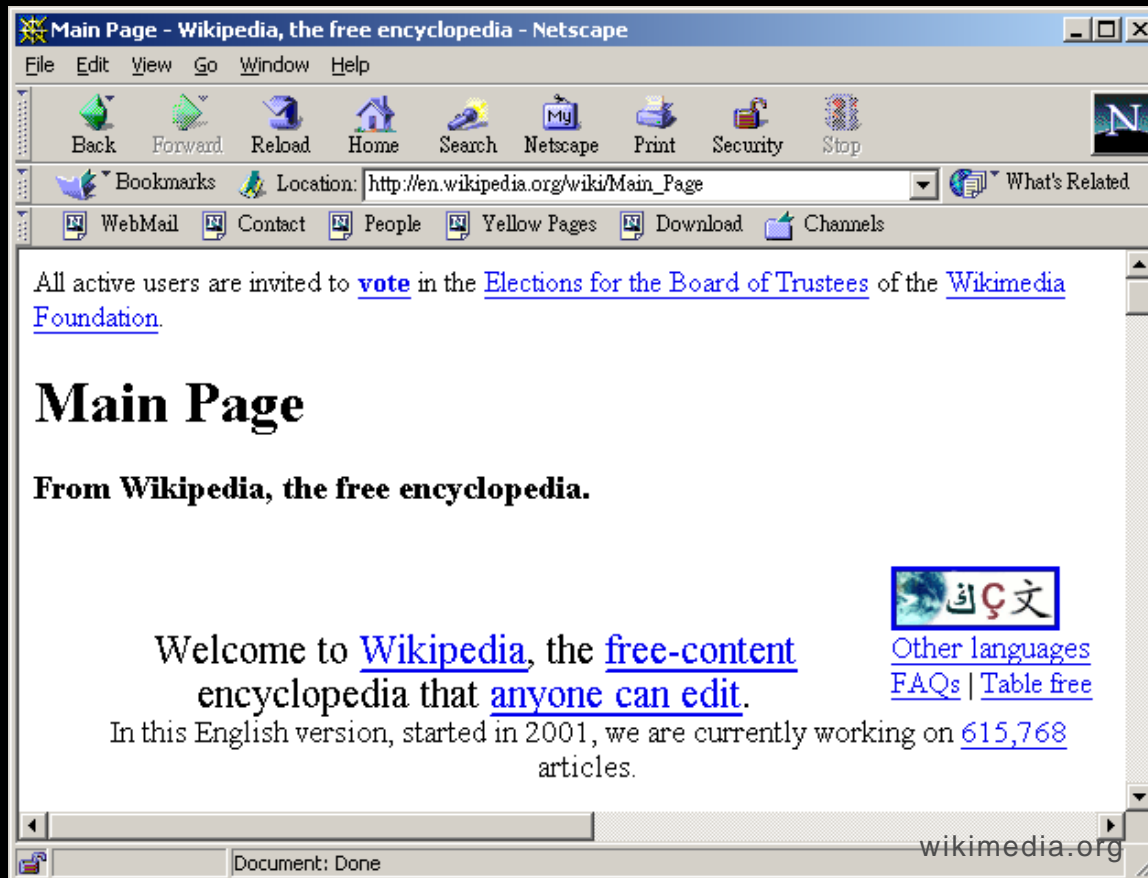 Main Page - Wikipedia, the free encyclopedia - Netscape
File Edit View Go Window Help
My
N
Back Forward Reload Home Search Netscape Print Security Stop
Bookmarks Location: http://en.wikipedia.org/wiki/Main_Page What's Related
WebMail Contact People Yellow Pages Download Channels
All active users are invited to vote in the Elections for the Board of Trustees of the Wikimedia
Foundation.
Main Page
From Wikipedia, the free encyclopedia.
ڬ Ç 文
Welcome to Wikipedia, the free-content
encyclopedia that anyone can edit.
Other languages
FAQs | Table free
In this English version, started in 2001, we are currently working on 615,768
articles.
wikimedia.org
Document: Done